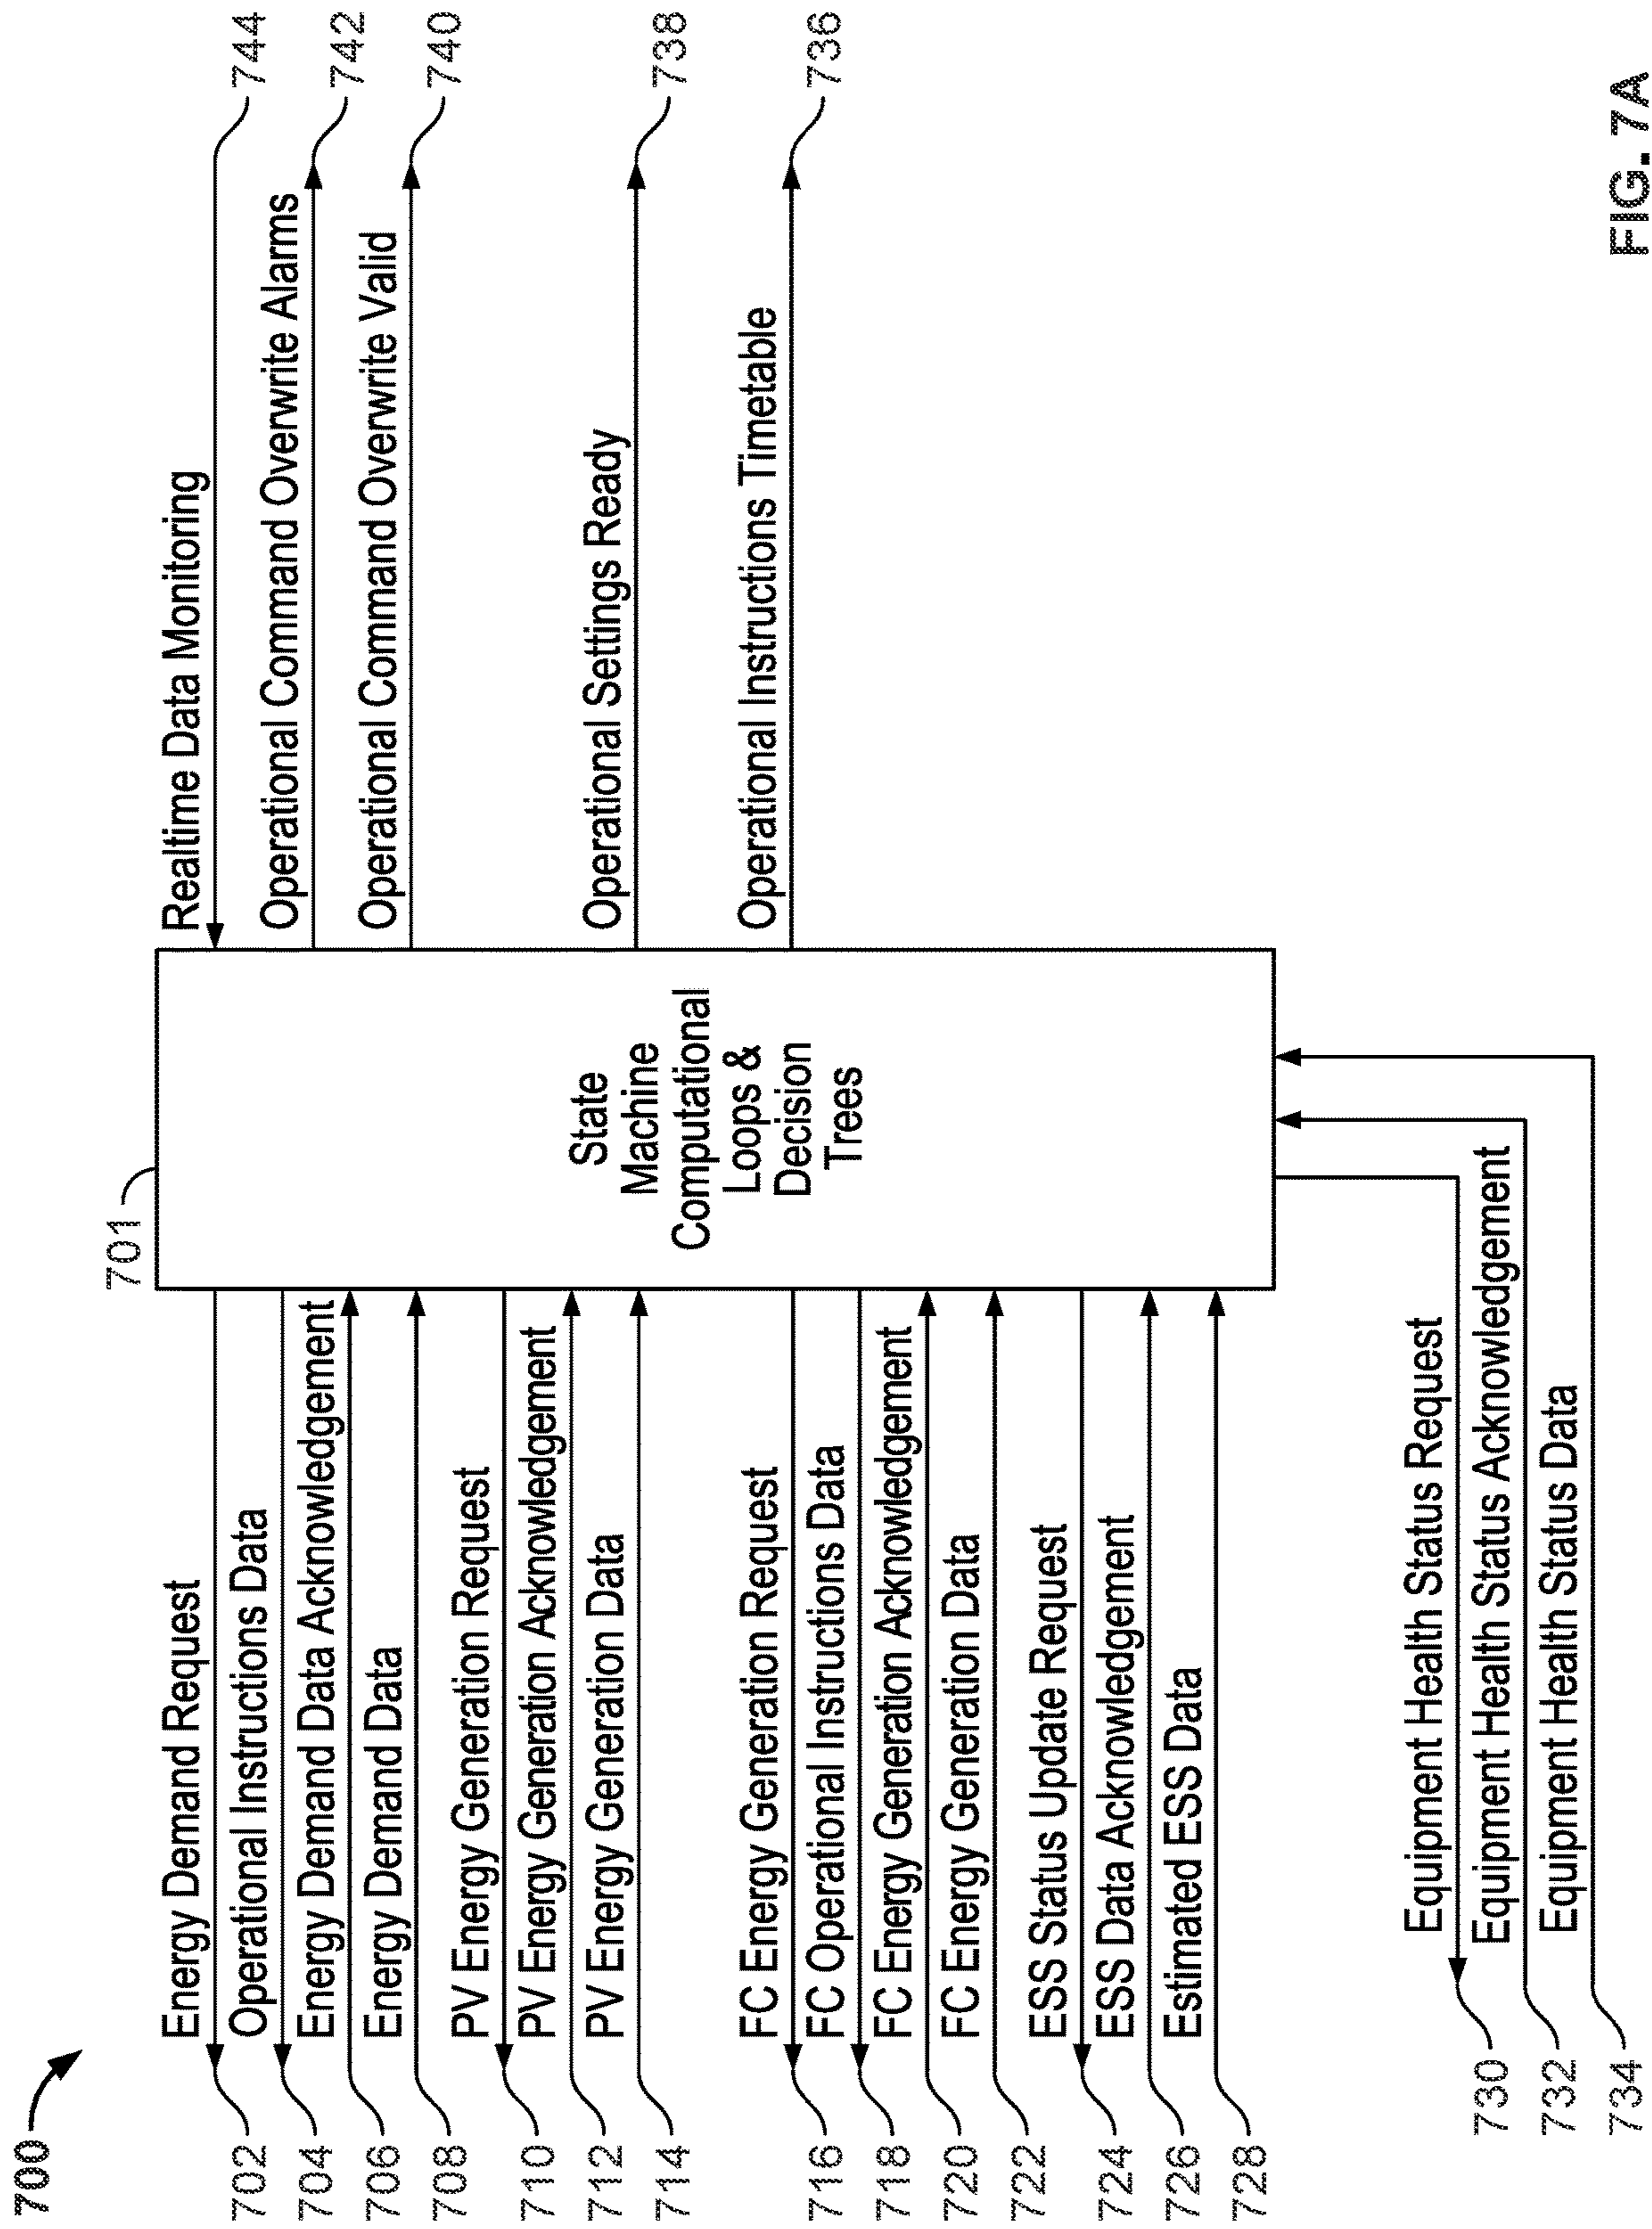 700
701
702
Energy Demand Request
704
Operational Instructions Data
706
Energy Demand Data Acknowledgement
708
Energy Demand Data
710
PV Energy Generation Request
712
PV Energy Generation Acknowledgement
714
PV Energy Generation Data
716
FC Energy Generation Request
718
FC Operational Instructions Data
720
FC Energy Generation Acknowledgement
722
FC Energy Generation Data
724
ESS Status Update Request
726
ESS Data Acknowledgement
728
Estimated ESS Data
State
Machine
Computational
Loops &
Decision
Trees
Realtime Data Monitoring
744
Operational Command Overwrite Alarms
742
Operational Command Overwrite Valid
740
Operational Settings Ready
738
Operational Instructions Timetable
736
730
Equipment Health Status Request
732
Equipment Health Status Acknowledgement
734
Equipment Health Status Data
FIG. 7A